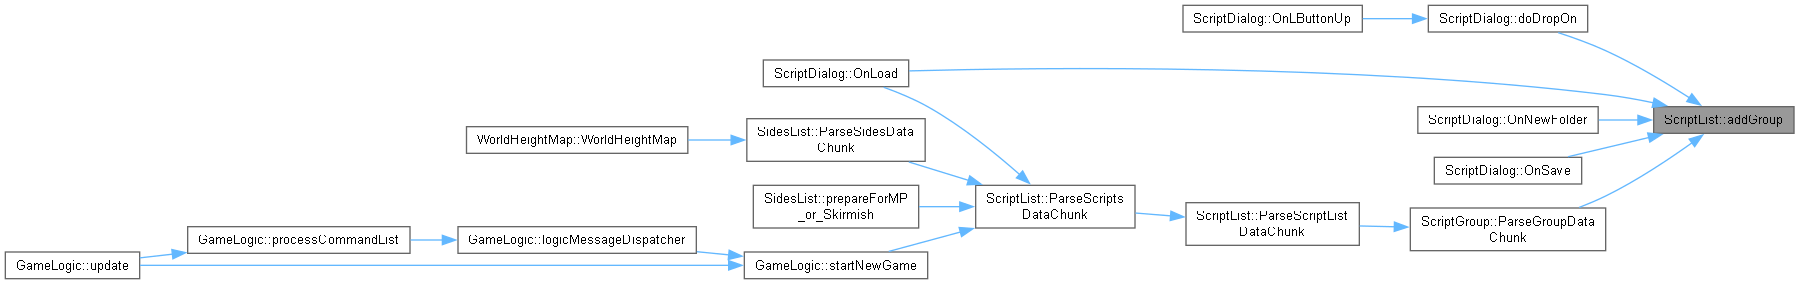 ScriptDialog::OnLButtonUp
ScriptDialog::doDropOn
ScriptDialog::OnLoad
ScriptDialog::OnNewFolder
ScriptList::addGroup
SidesList::ParseSidesData
Chunk
WorldHeightMap::WorldHeightMap
ScriptDialog::OnSave
SidesList::prepareForMP
_or_Skirmish
ScriptList::ParseScripts
DataChunk
ScriptList::ParseScriptList
DataChunk
ScriptGroup::ParseGroupData
Chunk
GameLogic::processCommandList
GameLogic::logicMessageDispatcher
GameLogic::update
GameLogic::startNewGame